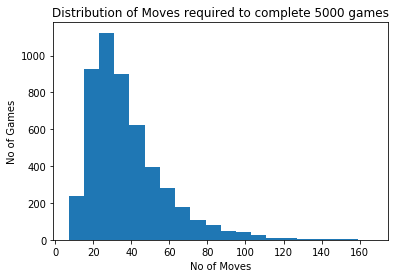 Distribution of Moves required to complete 5000 games
No of Games
1000
800
600
400
200
0
0 20 40 60 80 100 120 140 160
No of Moves